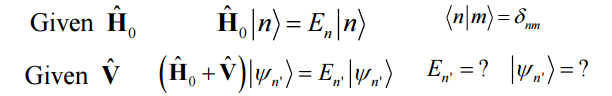 Given Ĥ₀ Ĥ₀|n⟩ = Eₙ|n⟩ ⟨n|m⟩ = δₙₘ
Given V̂ (Ĥ₀ + V̂)|ψₙ'⟩ = Eₙ'|ψₙ'⟩ Eₙ' = ? |ψₙ'⟩ = ?